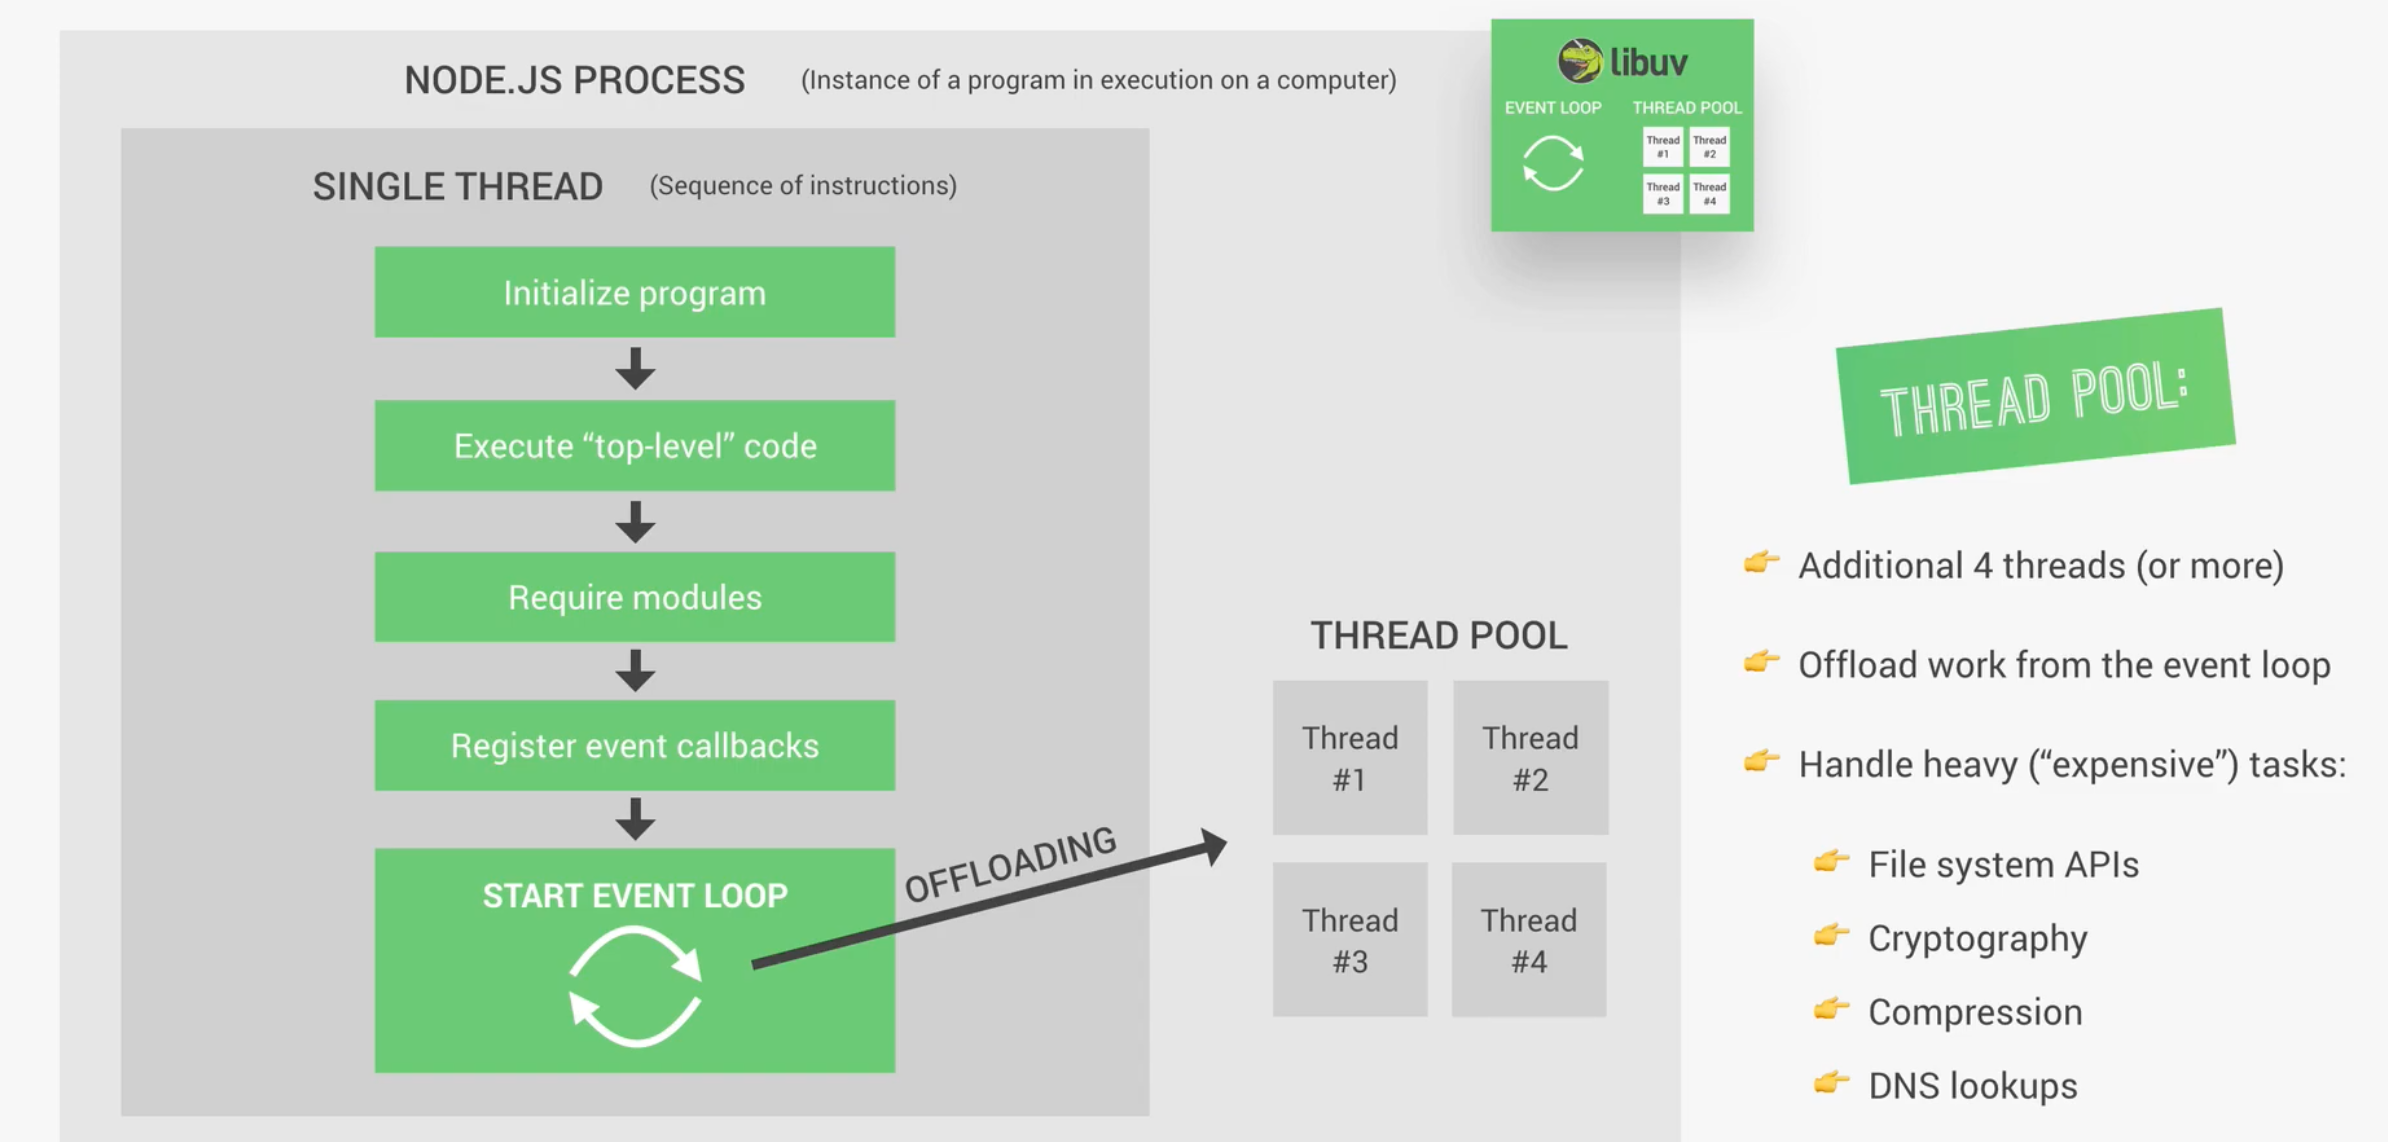 NODE.JS PROCESS (Instance of a program in execution on a computer)
libuv
EVENT LOOP THREAD POOL
Thread #1
Thread #2
Thread #3
Thread #4
SINGLE THREAD (Sequence of instructions)
Initialize program
Execute “top-level” code
Require modules
Register event callbacks
START EVENT LOOP
OFFLOADING
THREAD POOL
Thread
#1
Thread
#2
Thread
#3
Thread
#4
THREAD POOL:
Additional 4 threads (or more)
Offload work from the event loop
Handle heavy (“expensive”) tasks:
File system APIs
Cryptography
Compression
DNS lookups